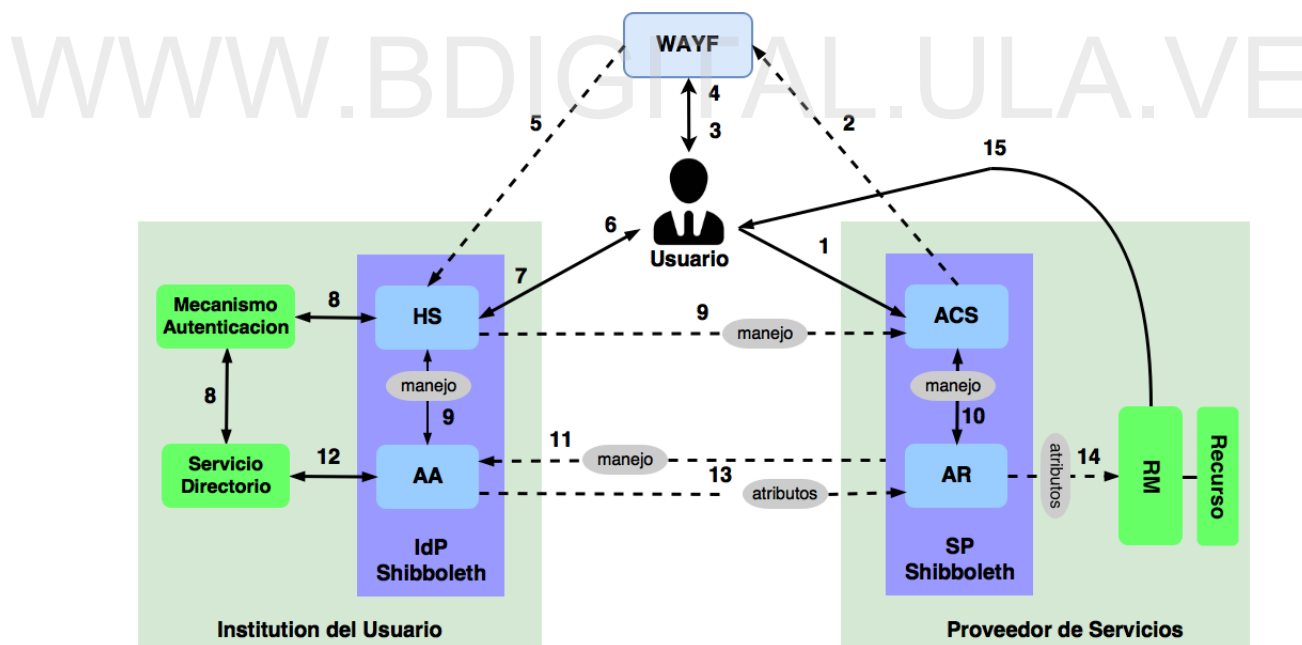 WWW.BDIGITAL.ULA.VE
WAYF
4
3
5
2
15
Usuario
6
1
7
Mecanismo
Autenticacion
8
HS
9
manejo
ACS
8
manejo
9
manejo
10
Servicio
Directorio
12
AA
11
manejo
13
atributos
AR
atributos
14
RM
Recurso
IdP
Shibboleth
SP
Shibboleth
Institution del Usuario
Proveedor de Servicios